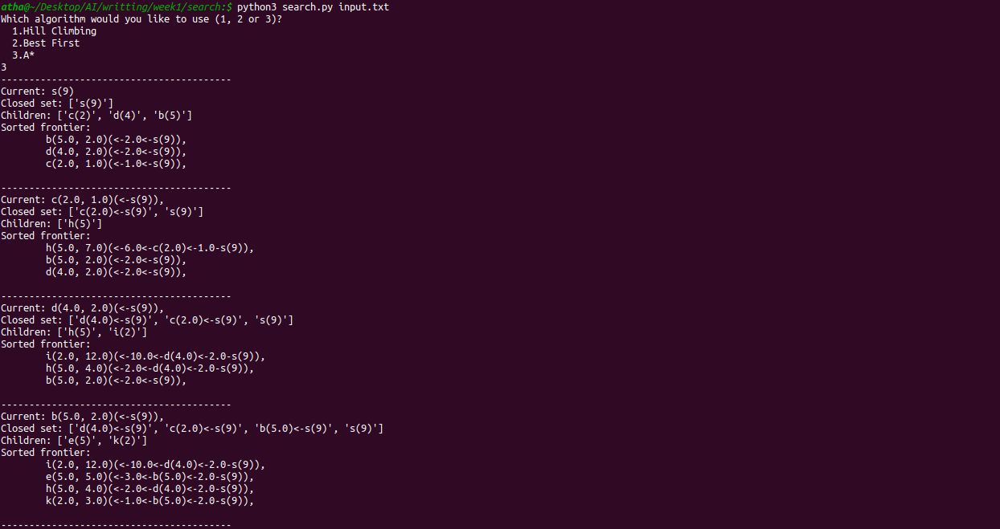 atha@~/Desktop/AI/writting/week1/search:$ python3 search.py input.txt
Which algorithm would you like to use (1, 2 or 3)?
  1.Hill Climbing
  2.Best First
  3.A*
3
-----------------------------------------
Current: s(9)
Closed set: ['s(9)']
Children: ['c(2)', 'd(4)', 'b(5)']
Sorted frontier:
        b(5.0, 2.0)(<-2.0<-s(9)),
        d(4.0, 2.0)(<-2.0<-s(9)),
        c(2.0, 1.0)(<-1.0<-s(9)),
-----------------------------------------
Current: c(2.0, 1.0)(<-s(9)),
Closed set: ['c(2.0)<-s(9)', 's(9)']
Children: ['h(5)']
Sorted frontier:
        h(5.0, 7.0)(<-6.0<-c(2.0)<-1.0-s(9)),
        b(5.0, 2.0)(<-2.0<-s(9)),
        d(4.0, 2.0)(<-2.0<-s(9)),
-----------------------------------------
Current: d(4.0, 2.0)(<-s(9)),
Closed set: ['d(4.0)<-s(9)', 'c(2.0)<-s(9)', 's(9)']
Children: ['h(5)', 'i(2)']
Sorted frontier:
        i(2.0, 12.0)(<-10.0<-d(4.0)<-2.0-s(9)),
        h(5.0, 4.0)(<-2.0<-d(4.0)<-2.0-s(9)),
        b(5.0, 2.0)(<-2.0<-s(9)),
-----------------------------------------
Current: b(5.0, 2.0)(<-s(9)),
Closed set: ['d(4.0)<-s(9)', 'c(2.0)<-s(9)', 'b(5.0)<-s(9)', 's(9)']
Children: ['e(5)', 'k(2)']
Sorted frontier:
        i(2.0, 12.0)(<-10.0<-d(4.0)<-2.0-s(9)),
        e(5.0, 5.0)(<-3.0<-b(5.0)<-2.0-s(9)),
        h(5.0, 4.0)(<-2.0<-d(4.0)<-2.0-s(9)),
        k(2.0, 3.0)(<-1.0<-b(5.0)<-2.0-s(9)),
-----------------------------------------